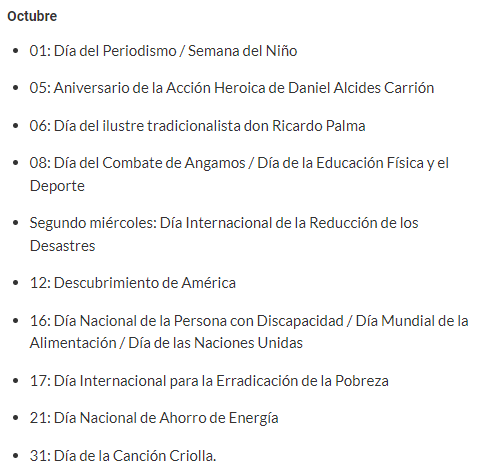 Octubre
01: Día del Periodismo / Semana del Niño
05: Aniversario de la Acción Heroica de Daniel Alcides Carrión
06: Día del ilustre tradicionalista don Ricardo Palma
08: Día del Combate de Angamos / Día de la Educación Física y el
Deporte
Segundo miércoles: Día Internacional de la Reducción de los
Desastres
12: Descubrimiento de América
16: Día Nacional de la Persona con Discapacidad / Día Mundial de la
Alimentación / Día de las Naciones Unidas
17: Día Internacional para la Erradicación de la Pobreza
21: Día Nacional de Ahorro de Energía
31: Día de la Canción Criolla.